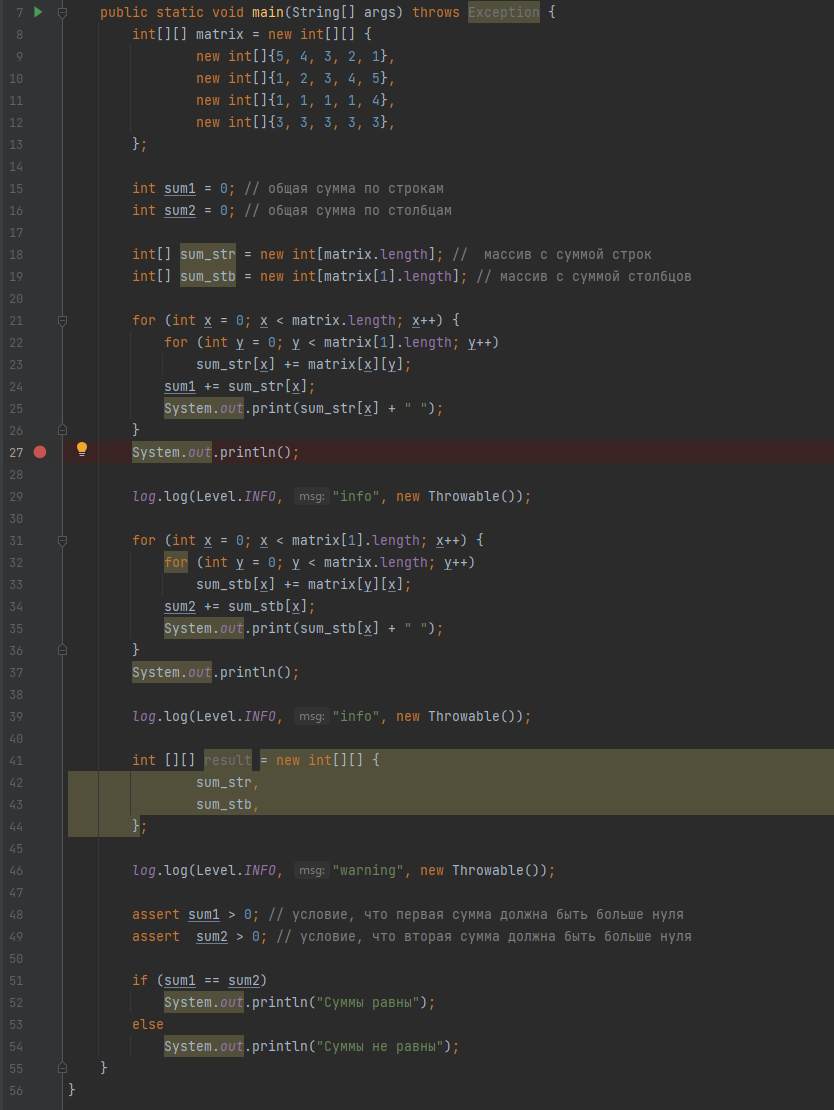 7 public static void main(String[] args) throws Exception {
8 int[][] matrix = new int[][] {
9 new int[]{5, 4, 3, 2, 1},
10 new int[]{1, 2, 3, 4, 5},
11 new int[]{1, 1, 1, 1, 4},
12 new int[]{3, 3, 3, 3, 3},
13 };
14
15 int sum1 = 0; // общая сумма по строкам
16 int sum2 = 0; // общая сумма по столбцам
17
18 int[] sum_str = new int[matrix.length]; //  массив с суммой строк
19 int[] sum_stb = new int[matrix[1].length]; // массив с суммой столбцов
20
21 for (int x = 0; x < matrix.length; x++) {
22 for (int y = 0; y < matrix[1].length; y++)
23 sum_str[x] += matrix[x][y];
24 sum1 += sum_str[x];
25 System.out.print(sum_str[x] + " ");
26 }
27 System.out.println();
28
29 log.log(Level.INFO, msg: "info", new Throwable());
30
31 for (int x = 0; x < matrix[1].length; x++) {
32 for (int y = 0; y < matrix.length; y++)
33 sum_stb[x] += matrix[y][x];
34 sum2 += sum_stb[x];
35 System.out.print(sum_stb[x] + " ");
36 }
37 System.out.println();
38
39 log.log(Level.INFO, msg: "info", new Throwable());
40
41 int [][] result = new int[][] {
42 sum_str,
43 sum_stb,
44 };
45
46 log.log(Level.INFO, msg: "warning", new Throwable());
47
48 assert sum1 > 0; // условие, что первая сумма должна быть больше нуля
49 assert  sum2 > 0; // условие, что вторая сумма должна быть больше нуля
50
51 if (sum1 == sum2)
52 System.out.println("Суммы равны");
53 else
54 System.out.println("Суммы не равны");
55 }
56 }